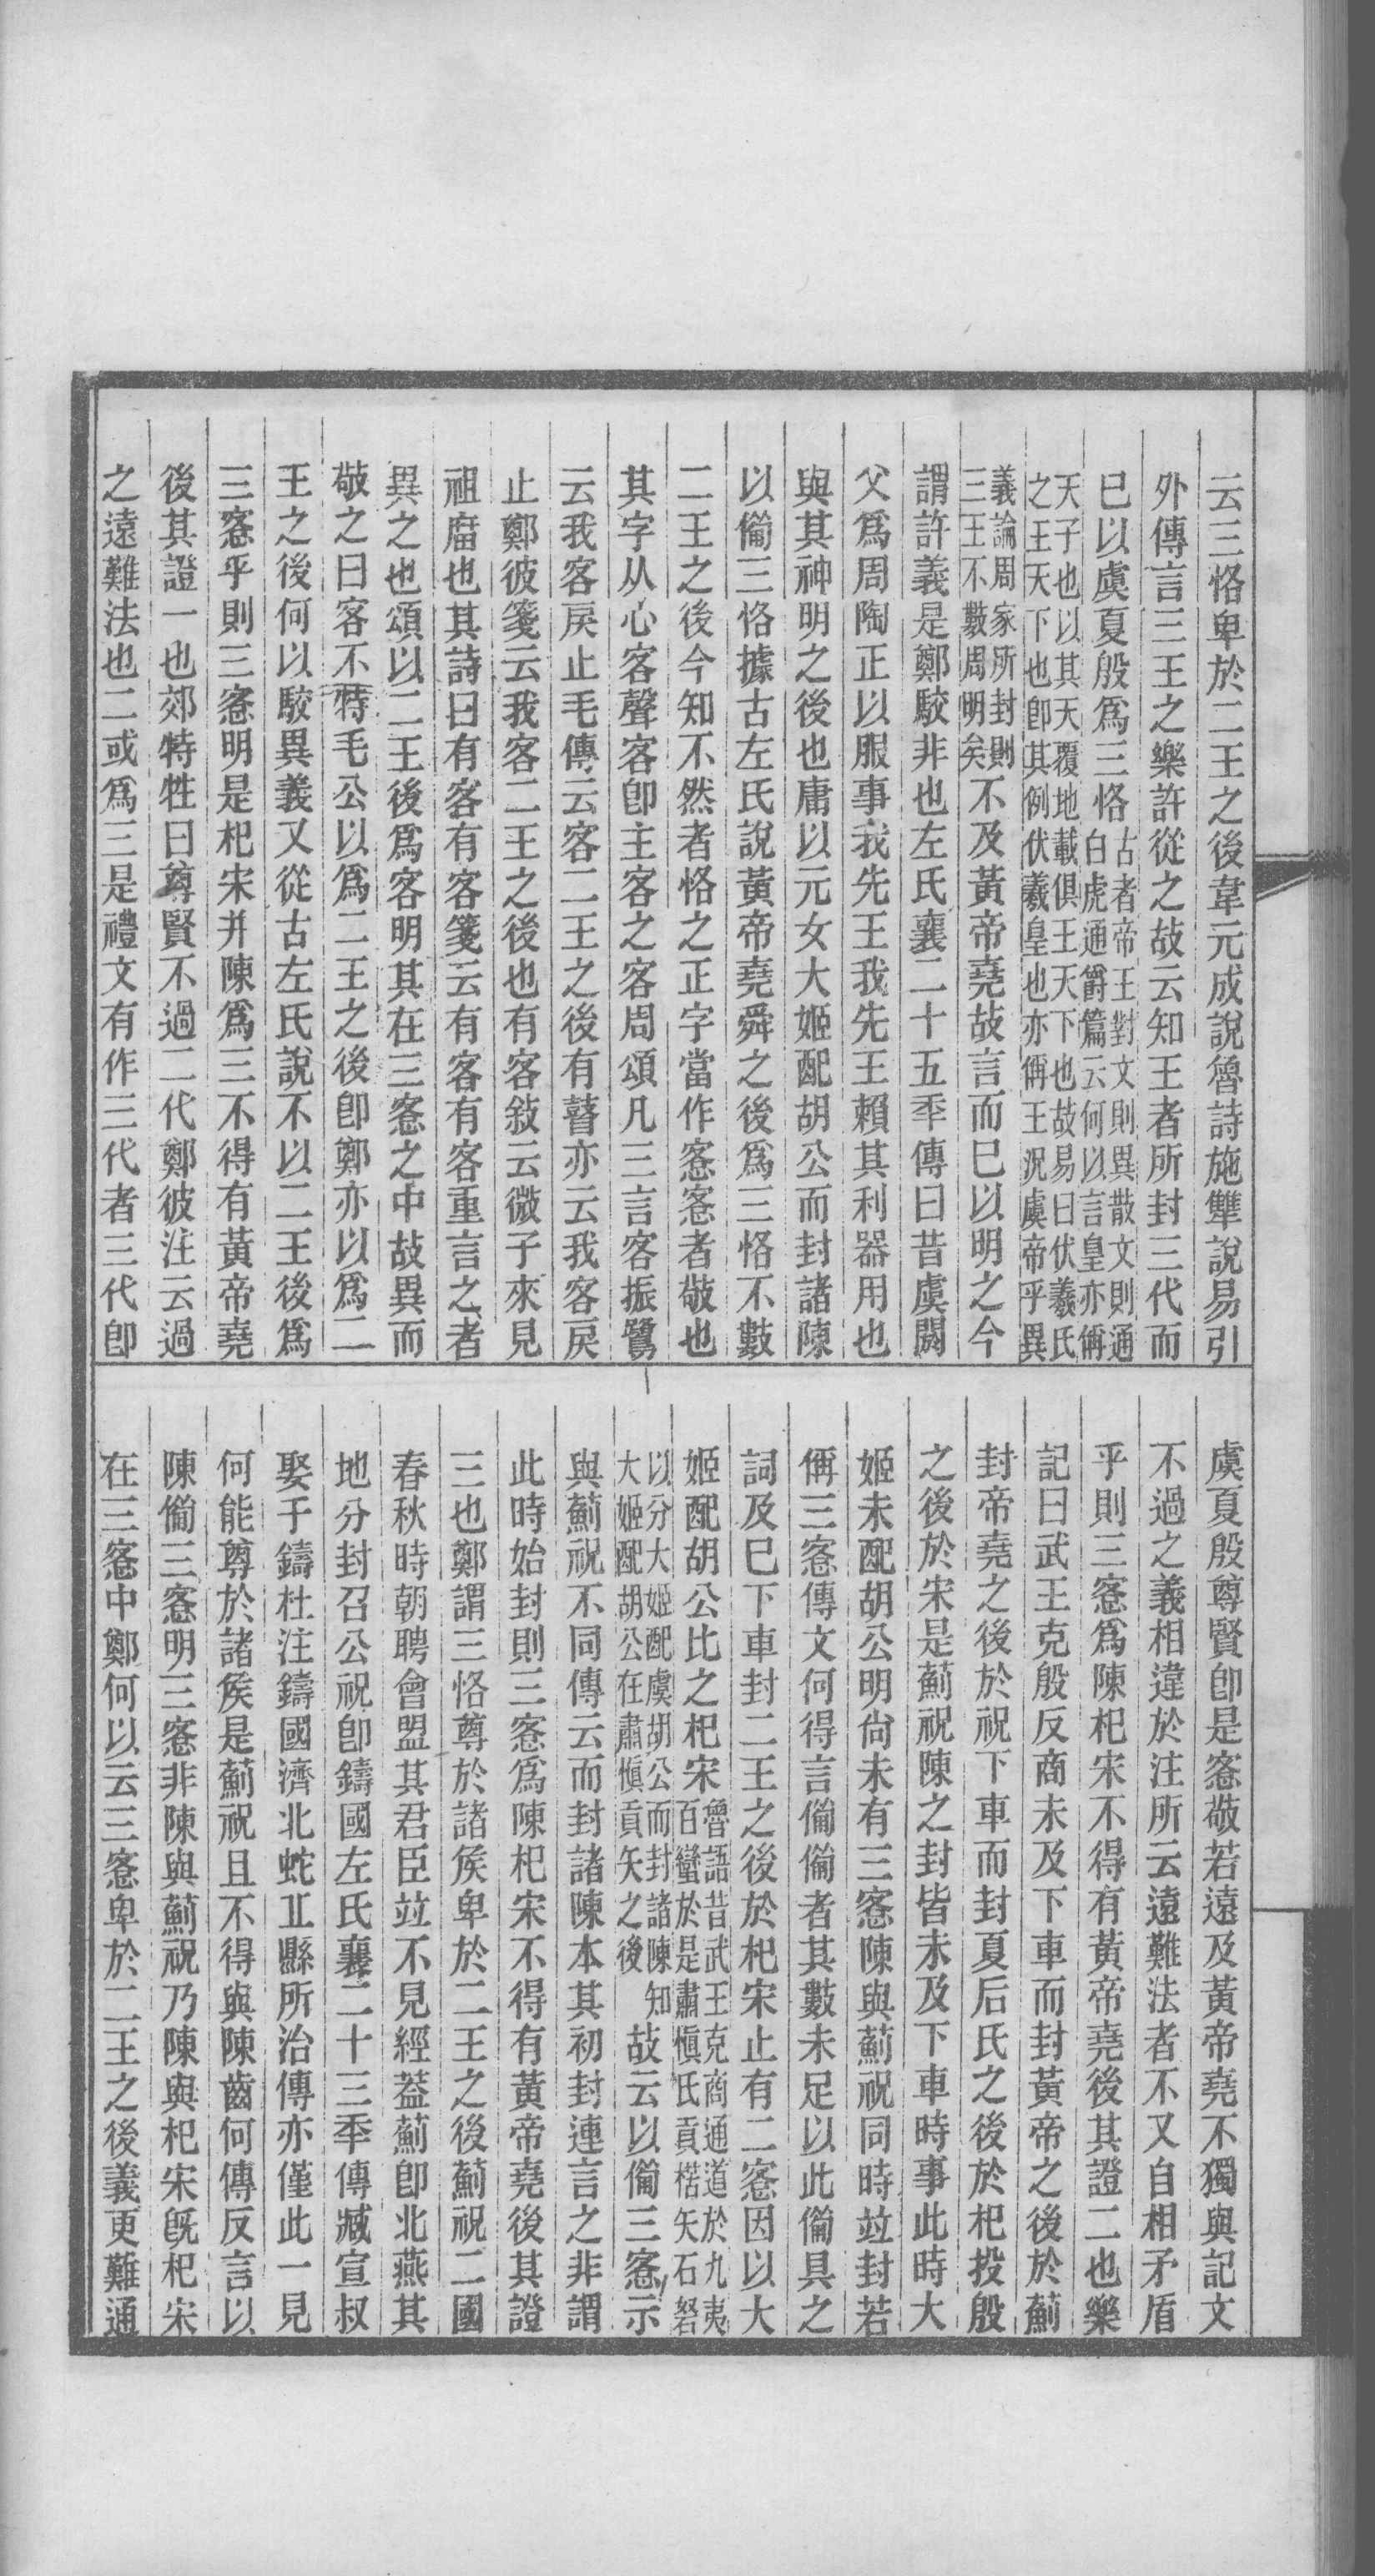 云三恪卑於二王之後韋元成說魯詩施讐說易引
外傳言三王之樂許從之故云知王者所封三代而
巳以虞夏殷爲三恪古者帝王對文則異散文則通
白虎通爵篇云何以言皇亦偁
天子也以其天覆地載俱王天下也故易曰伏羲氏
之王天下也卽其例伏羲皇也亦偁王況虞帝乎異
義論周家所封則
三王不數周明矣不及黃帝堯故言而巳以明之今
謂許義是鄭駮非也左氏襄二十五秊傳曰昔虞閼
父爲周陶正以服事我先王我先王賴其利器用也
與其神明之後也庸以元女大姬配胡公而封諸陳
以僃三恪據古左氏說黃帝堯舜之後爲三恪不數
二王之後今知不然者恪之正字當作愙愙者敬也
其字从心客聲客卽主客之客周頌凡三言客振鷺
云我客戾止毛傳云客二王之後有瞽亦云我客戾
止鄭彼箋云我客二王之後也有客敍云微子來見
祖庿也其詩曰有客有客箋云有客有客重言之者
異之也頌以二王後爲客明其在三愙之中故異而
敬之曰客不特毛公以爲二王之後卽鄭亦以爲二
王之後何以駮異義又從古左氏說不以二王後爲
三愙乎則三愙明是杞宋幷陳爲三不得有黃帝堯
後其證一也郊特牲曰尊賢不過二代鄭彼注云過
之遠難法也二或爲三是禮文有作三代者三代卽
虞夏殷尊賢卽是愙敬若遠及黃帝堯不獨與記文
不過之義相違於注所云遠難法者不又自相矛盾
乎則三愙爲陳杞宋不得有黃帝堯後其證二也樂
記曰武王克殷反商未及下車而封黃帝之後於薊
封帝堯之後於祝下車而封夏后氏之後於杞投殷
之後於宋是薊祝陳之封皆未及下車時事此時大
姬未配胡公明尙未有三愙陳與薊祝同時竝封若
偁三愙傳文何得言僃僃者其數未足以此僃具之
詞及巳下車封二王之後於杞宋止有二愙因以大
姬配胡公比之杞宋魯語昔武王克商通道於九夷
百蠻於是肅愼氏貢楛矢石砮
以分大姬配虞胡公而封諸陳知
大姬配胡公在肅愼貢矢之後故云以僃三愙示
與薊祝不同傳云而封諸陳本其初封連言之非謂
此時始封則三愙爲陳杞宋不得有黃帝堯後其證
三也鄭謂三恪尊於諸矦卑於二王之後薊祝二國
春秋時朝聘會盟其君臣竝不見經葢薊卽北燕其
地分封召公祝卽鑄國左氏襄二十三秊傳臧宣叔
娶于鑄杜注鑄國濟北蛇丘縣所治傳亦僅此一見
何能尊於諸矦是薊祝且不得與陳齒何傳反言以
陳僃三愙明三愙非陳與薊祝乃陳與杞宋旣杞宋
在三愙中鄭何以云三愙卑於二王之後義更難通